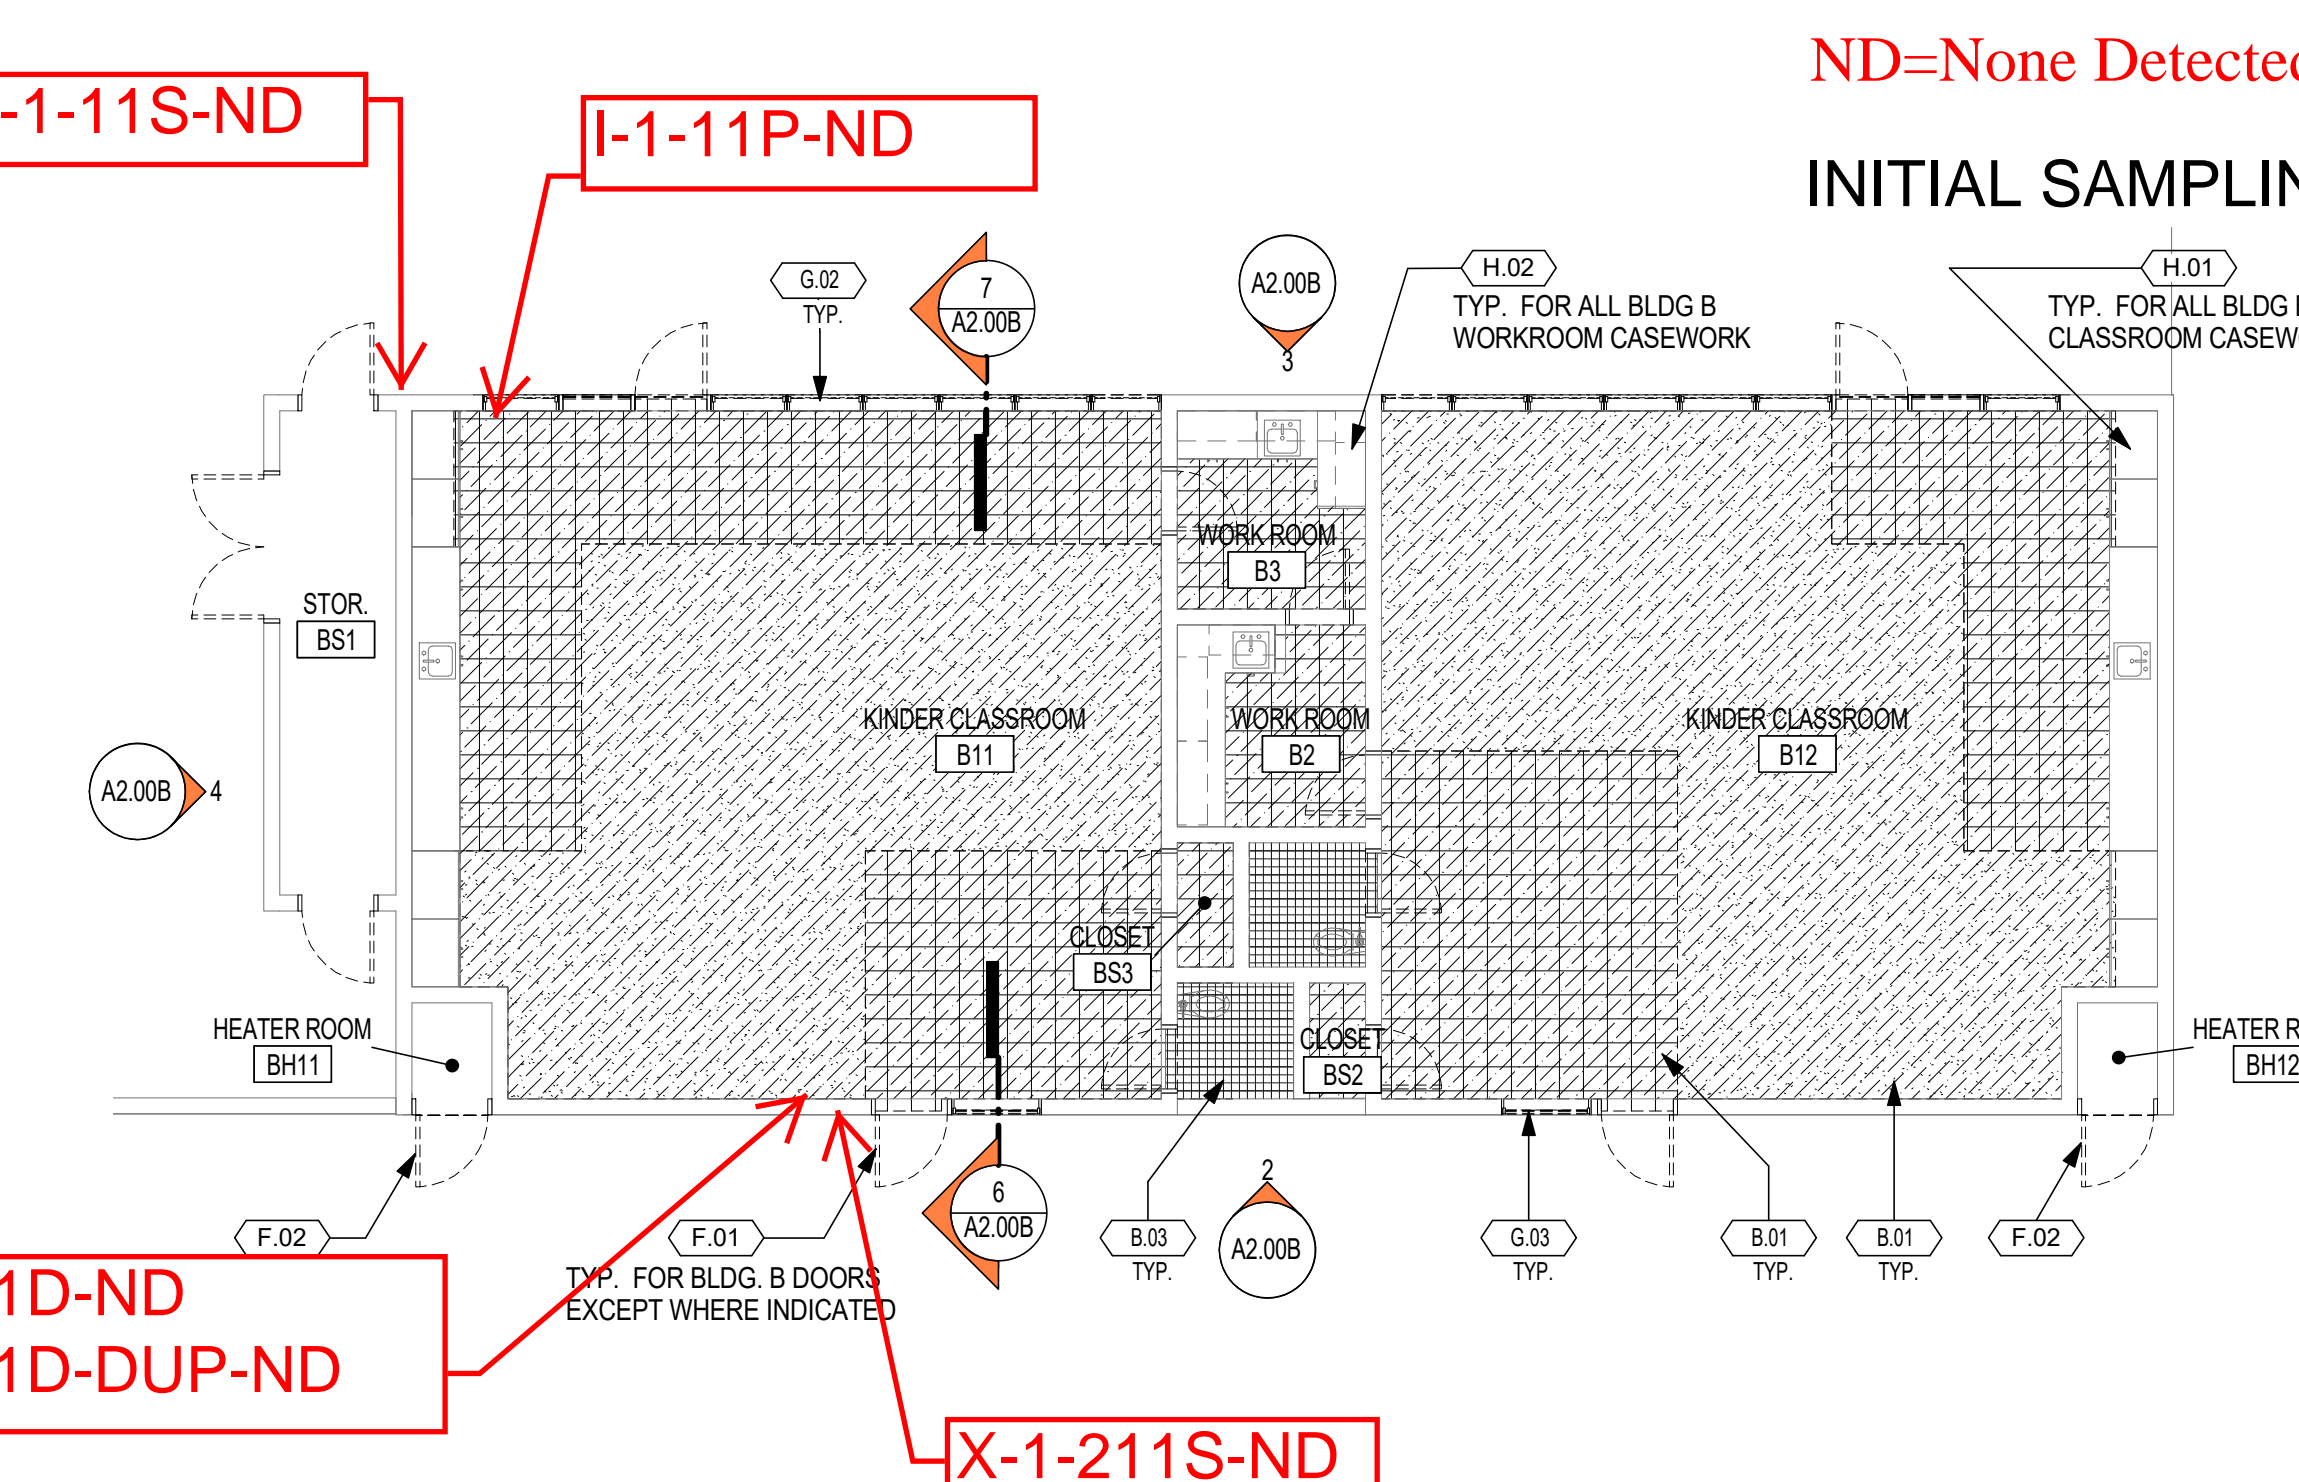 ND=None Detected
-1-11S-ND
I-1-11P-ND
INITIAL SAMPLIN
G.02
TYP.
7
A2.00B
A2.00B
3
H.02
TYP. FOR ALL BLDG B
WORKROOM CASEWORK
H.01
TYP. FOR ALL BLDG
CLASSROOM CASEW
WORK ROOM
B3
STOR.
BS1
KINDER CLASSROOM
B11
WORK ROOM
B2
KINDER CLASSROOM
B12
A2.00B
4
CLOSET
BS3
HEATER ROOM
BH11
CLOSET
BS2
HEATER R
BH12
F.02
F.01
TYP. FOR BLDG. B DOORS
EXCEPT WHERE INDICATED
6
A2.00B
B.03
TYP.
2
A2.00B
G.03
TYP.
B.01
TYP.
B.01
TYP.
F.02
1D-ND
1D-DUP-ND
X-1-211S-ND